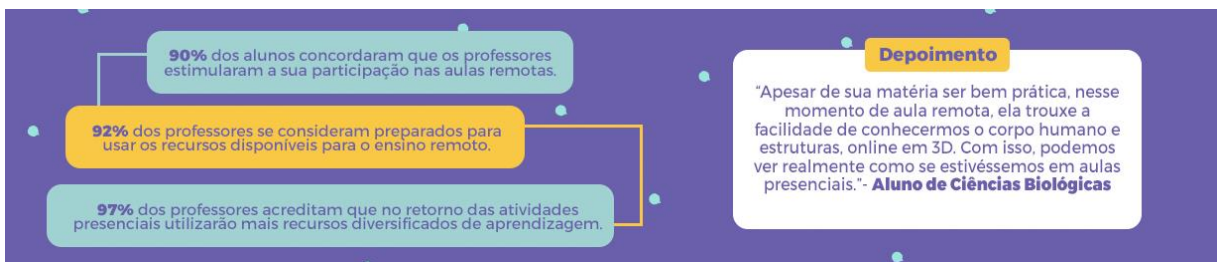 90% dos alunos concordaram que os professores
estimularam a sua participação nas aulas remotas.
92% dos professores se consideram preparados para
usar os recursos disponíveis para o ensino remoto.
97% dos professores acreditam que no retorno das atividades
presenciais utilizarão mais recursos diversificados de aprendizagem.
Depoimento
“Apesar de sua matéria ser bem prática, nesse
momento de aula remota, ela trouxe a
facilidade de conhecermos o corpo humano e
estruturas, online em 3D. Com isso, podemos
ver realmente como se estivéssemos em aulas
presenciais.”- Aluno de Ciências Biológicas